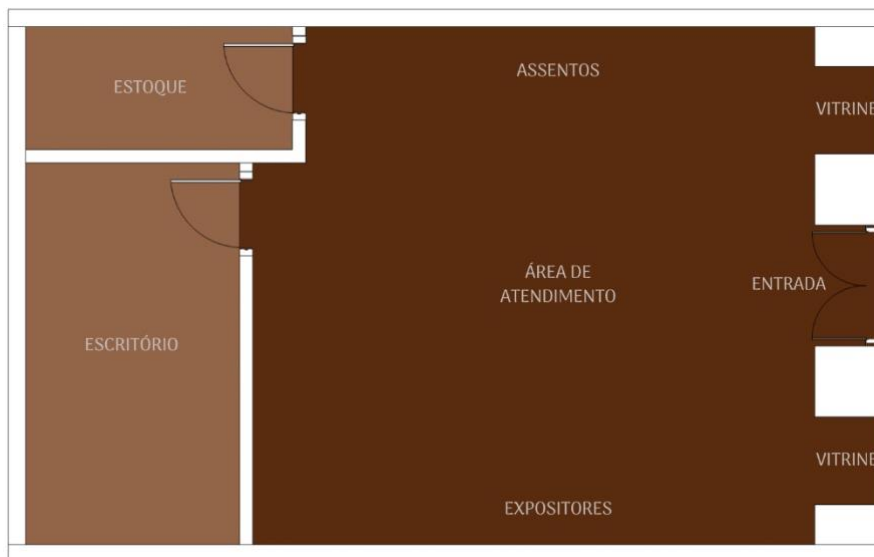 ASSENTOS
ESTOQUE
VITRINE
ÁREA DE
ATENDIMENTO
ENTRADA
ESCRITÓRIO
VITRINE
EXPOSITORES